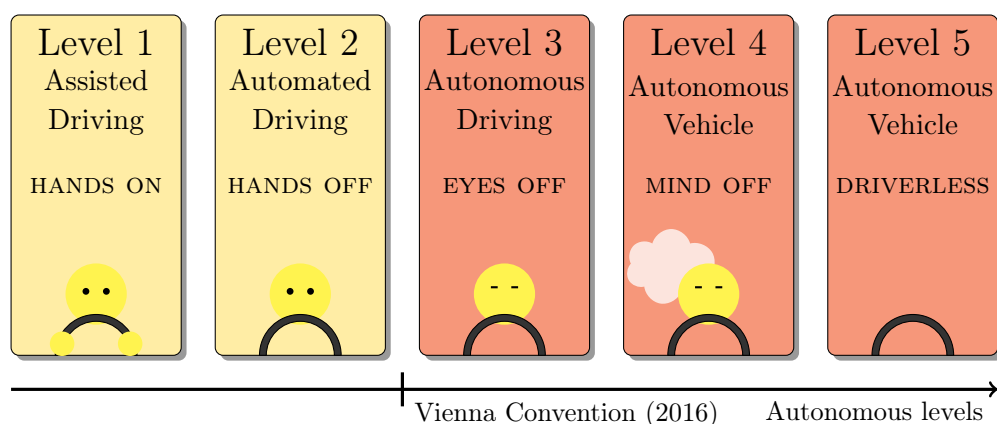 Level 1
Assisted
Driving
HANDS ON
Level 2
Automated
Driving
HANDS OFF
Level 3
Autonomous
Driving
EYES OFF
Level 4
Autonomous
Vehicle
MIND OFF
Level 5
Autonomous
Vehicle
DRIVERLESS
Vienna Convention (2016)
Autonomous levels